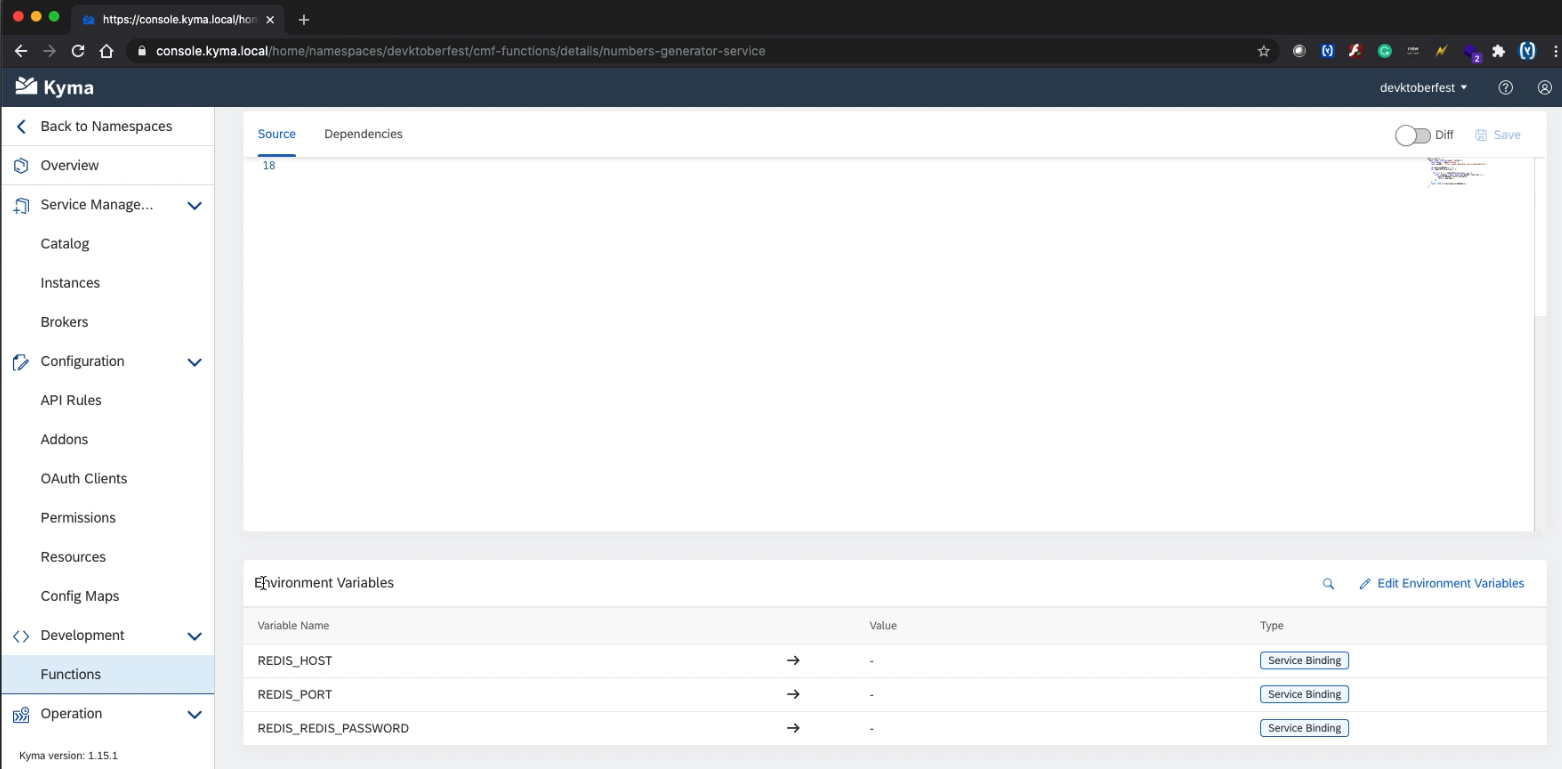 https://console.kyma.local/hom
console.kyma.local/home/namespaces/devktoberfest/cmf-functions/details/numbers-generator-service
2
Kyma
devktoberfest
Back to Namespaces
Overview
Service Manage...
Catalog
Instances
Brokers
Configuration
API Rules
Addons
OAuth Clients
Permissions
Resources
Config Maps
Development
Functions
Operation
Kyma version: 1.15.1
Source
Dependencies
Diff
Save
18
Environment Variables
Edit Environment Variables
Variable Name
Value
Type
REDIS_HOST
-
Service Binding
REDIS_PORT
-
Service Binding
REDIS_REDIS_PASSWORD
-
Service Binding